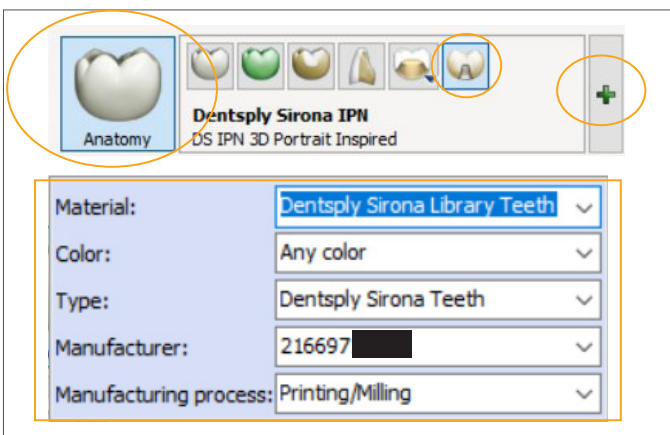 Anatomy
Dentsply Sirona IPN
DS IPN 3D Portrait Inspired
Material: Dentsply Sirona Library Teeth
Color: Any color
Type: Dentsply Sirona Teeth
Manufacturer: 216697
Manufacturing process: Printing/Milling